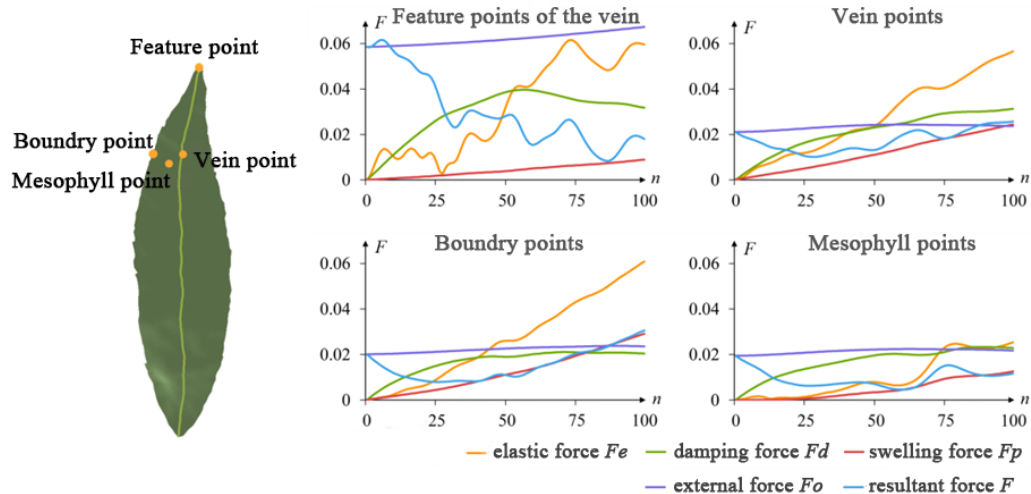 Feature point
Boundry point
Vein point
Mesophyll point
Feature points of the vein
F
0.06
0.04
0.02
0
0 25 50 75 100
n
Vein points
F
0.06
0.04
0.02
0
0 25 50 75 100
n
Boundry points
F
0.06
0.04
0.02
0
0 25 50 75 100
n
Mesophyll points
F
0.06
0.04
0.02
0
0 25 50 75 100
n
elastic force Fe damping force Fd swelling force Fp
external force Fo resultant force F